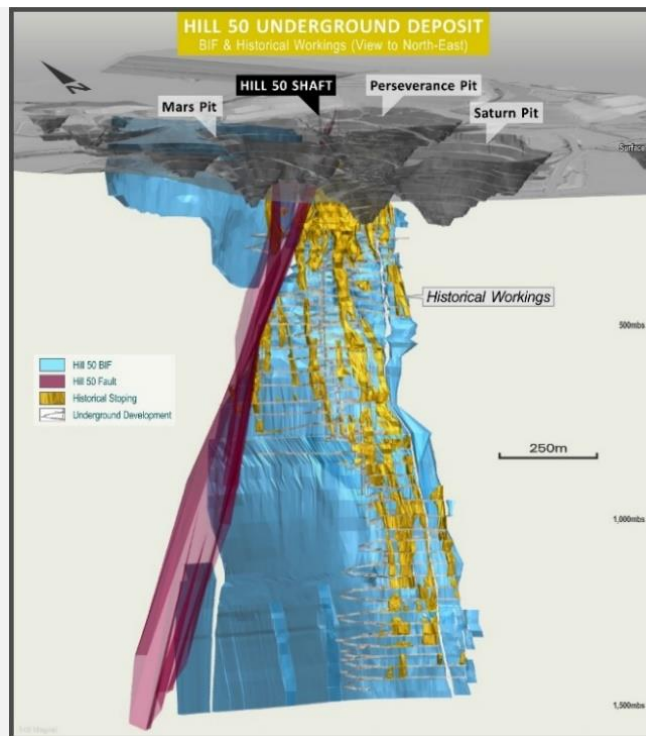 HILL 50 UNDERGROUND DEPOSIT
BIF & Historical Workings (View to North-East)
N
HILL 50 SHAFT
Perseverance Pit
Mars Pit
Saturn Pit
Surface
Historical Workings
500mbs
Hill 50 BIF
Hill 50 Fault
Historical Stoping
Underground Development
250m
1,000mbs
1,500mbs